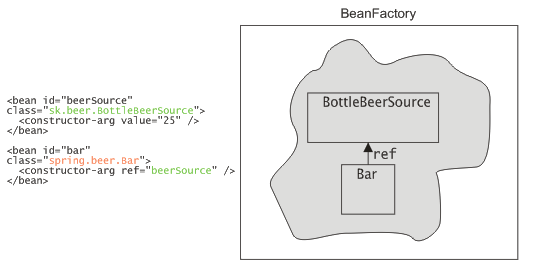 BeanFactory
<bean id="beerSource"
class="sk.beer.BottleBeerSource">
  <constructor-arg value="25" />
</bean>
<bean id="bar"
class="spring.beer.Bar">
  <constructor-arg ref="beerSource" />
</bean>
BottleBeerSource
ref
Bar